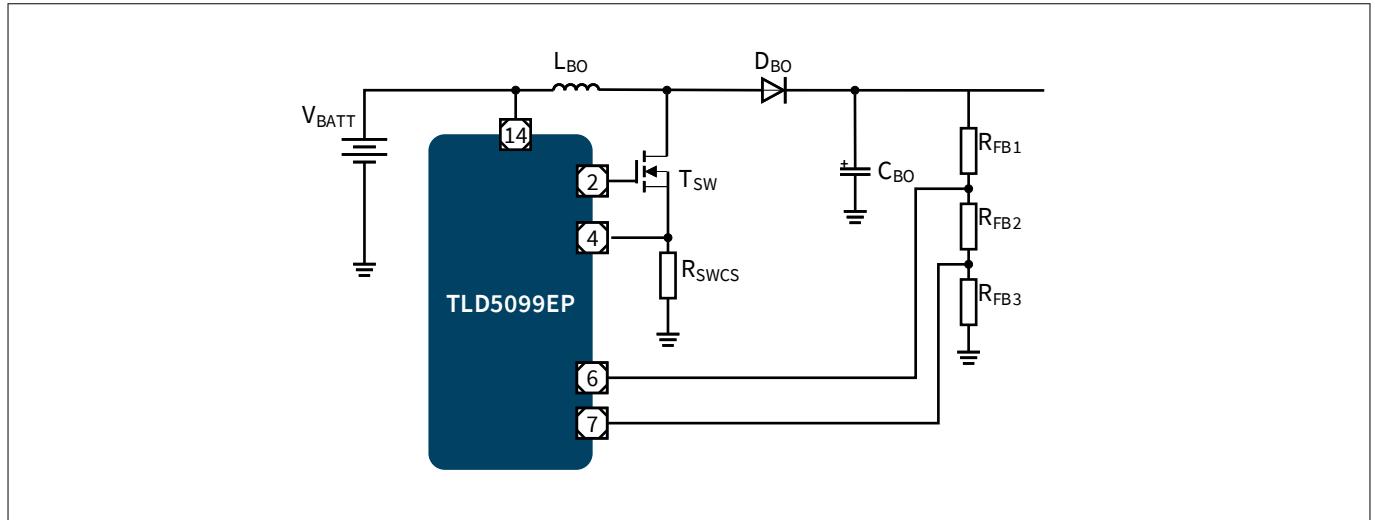 L_BO
D_BO
V_BATT
14
R_FB1
2
T_SW
+
C_BO
R_FB2
4
R_SWCS
R_FB3
TLD5099EP
6
7